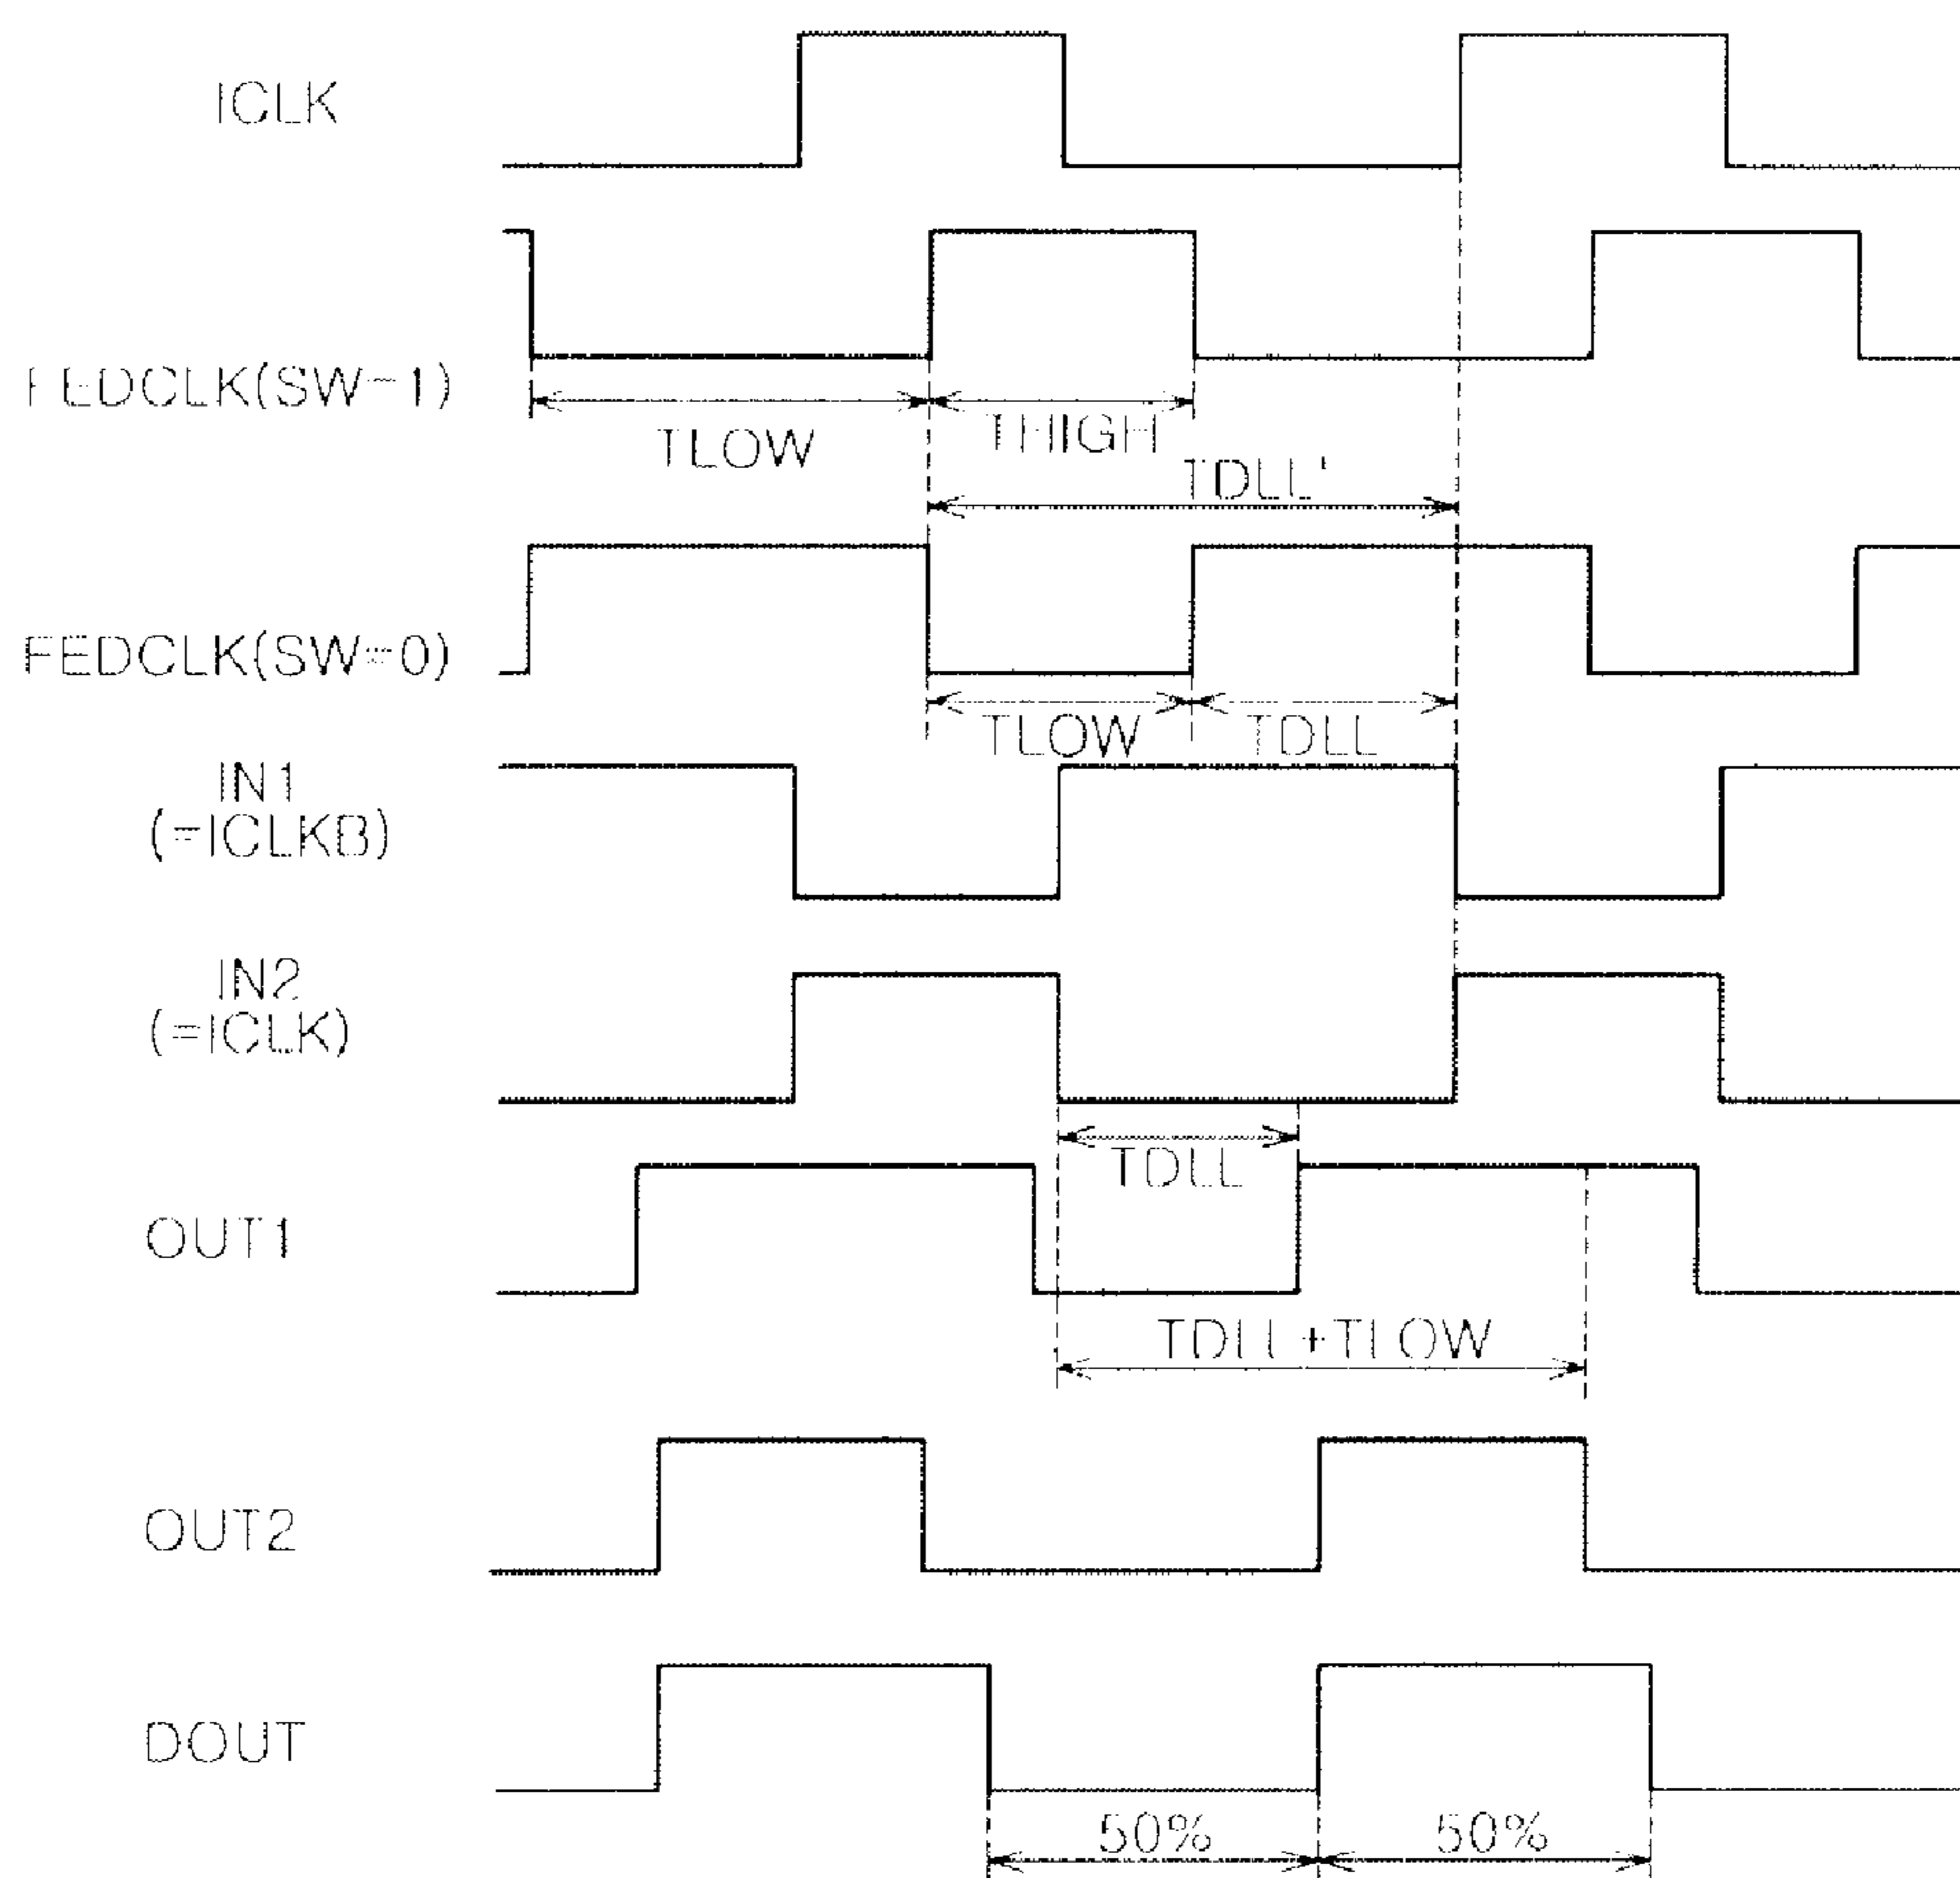 ICLK
FEDCLK(SW=1)
TLOW
THIGH
TDLL'
FEDCLK(SW=0)
TLOW
TDLL
IN1
(=ICLKB)
IN2
(=ICLK)
TDLL
OUT1
TDLL+TLOW
OUT2
DOUT
50%
50%